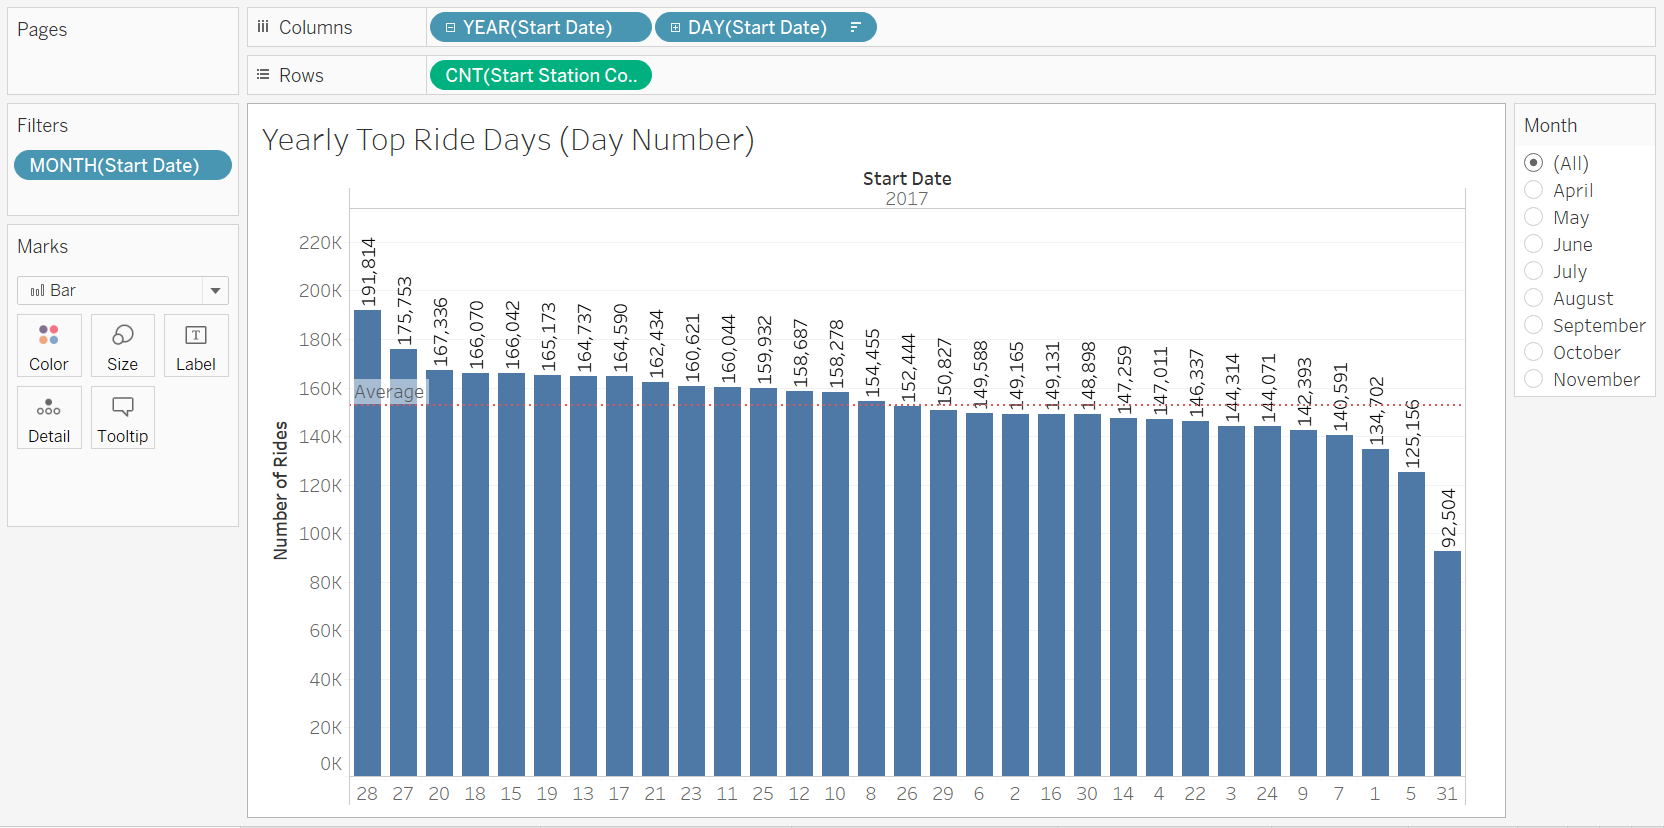 Pages
Columns
YEAR(Start Date)
DAY(Start Date)
Rows
CNT(Start Station Co..
Filters
MONTH(Start Date)
Marks
Bar
Color
Size
Label
Detail
Tooltip
Yearly Top Ride Days (Day Number)
Start Date
2017
Number of Rides
220K
200K
180K
160K
140K
120K
100K
80K
60K
40K
20K
0K
Average
191,814
175,753
167,336
166,070
166,042
165,173
164,737
164,590
162,434
160,621
160,044
159,932
158,687
158,278
154,455
152,444
150,827
149,588
149,165
149,131
148,898
147,259
147,011
146,337
144,314
144,071
142,393
140,591
134,702
125,156
92,504
28 27 20 18 15 19 13 17 21 23 11 25 12 10 8 26 29 6 2 16 30 14 4 22 3 24 9 7 1 5 31
Month
(All)
April
May
June
July
August
September
October
November